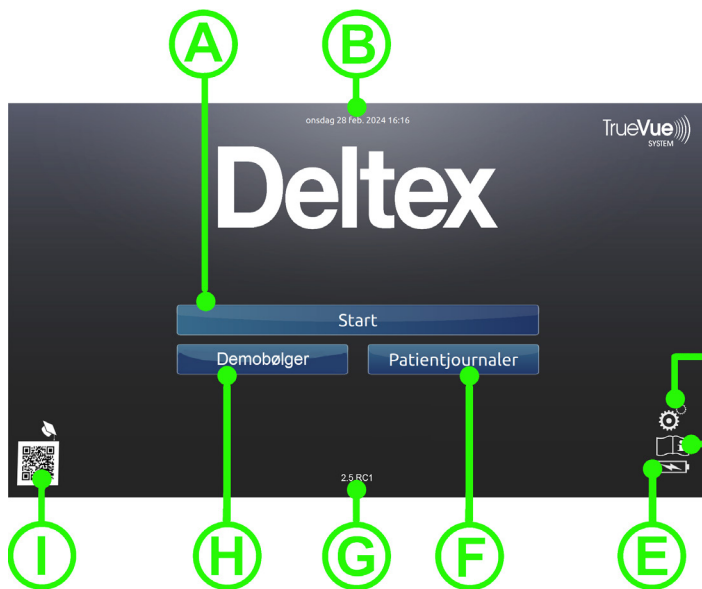 A B
onsdag 28 feb. 2024 16:16
TrueVue
SYSTEM
Deltex
Start
Demobølger Patientjournaler
2.5 RC1
I H G F E